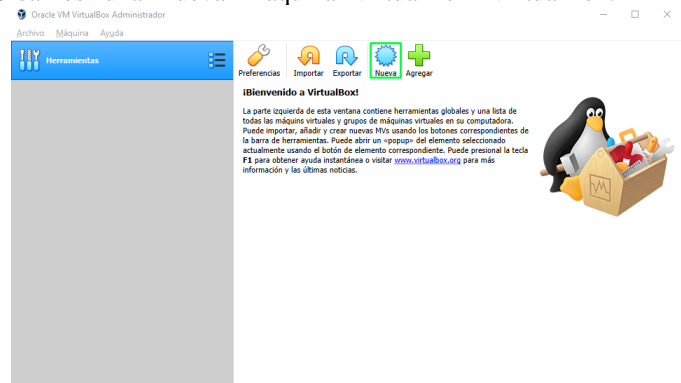 Oracle VM VirtualBox Administrador
Archivo Máquina Ayuda
Herramientas
Preferencias Importar Exportar Nueva Agregar
¡Bienvenido a VirtualBox!
La parte izquierda de esta ventana contiene herramientas globales y una lista de
todas las máquins virtuales y grupos de máquinas virtuales en su computadora.
Puede importar, añadir y crear nuevas MVs usando los botones correspondientes de
la barra de herramientas. Puede abrir un «popup» del elemento seleccionado
actualmente usando el botón de elemento correspondiente. Puede presional la tecla
F1 para obtener ayuda instantánea o visitar www.virtualbox.org para más
información y las últimas noticias.